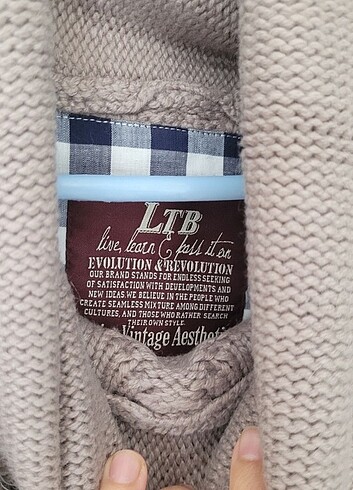 LTB
live, learn & pass it on
EVOLUTION & REVOLUTION
OUR BRAND STANDS FOR ENDLESS SEEKING
OF SATISFACTION WITH DEVELOPMENTS AND
NEW IDEAS. WE BELIEVE IN THE PEOPLE WHO
CREATE SEAMLESS MIXTURE AMONG DIFFERENT
CULTURES, AND THOSE WHO RATHER SEARCH
THEIR OWN STYLE.
Vintage Aesthetic